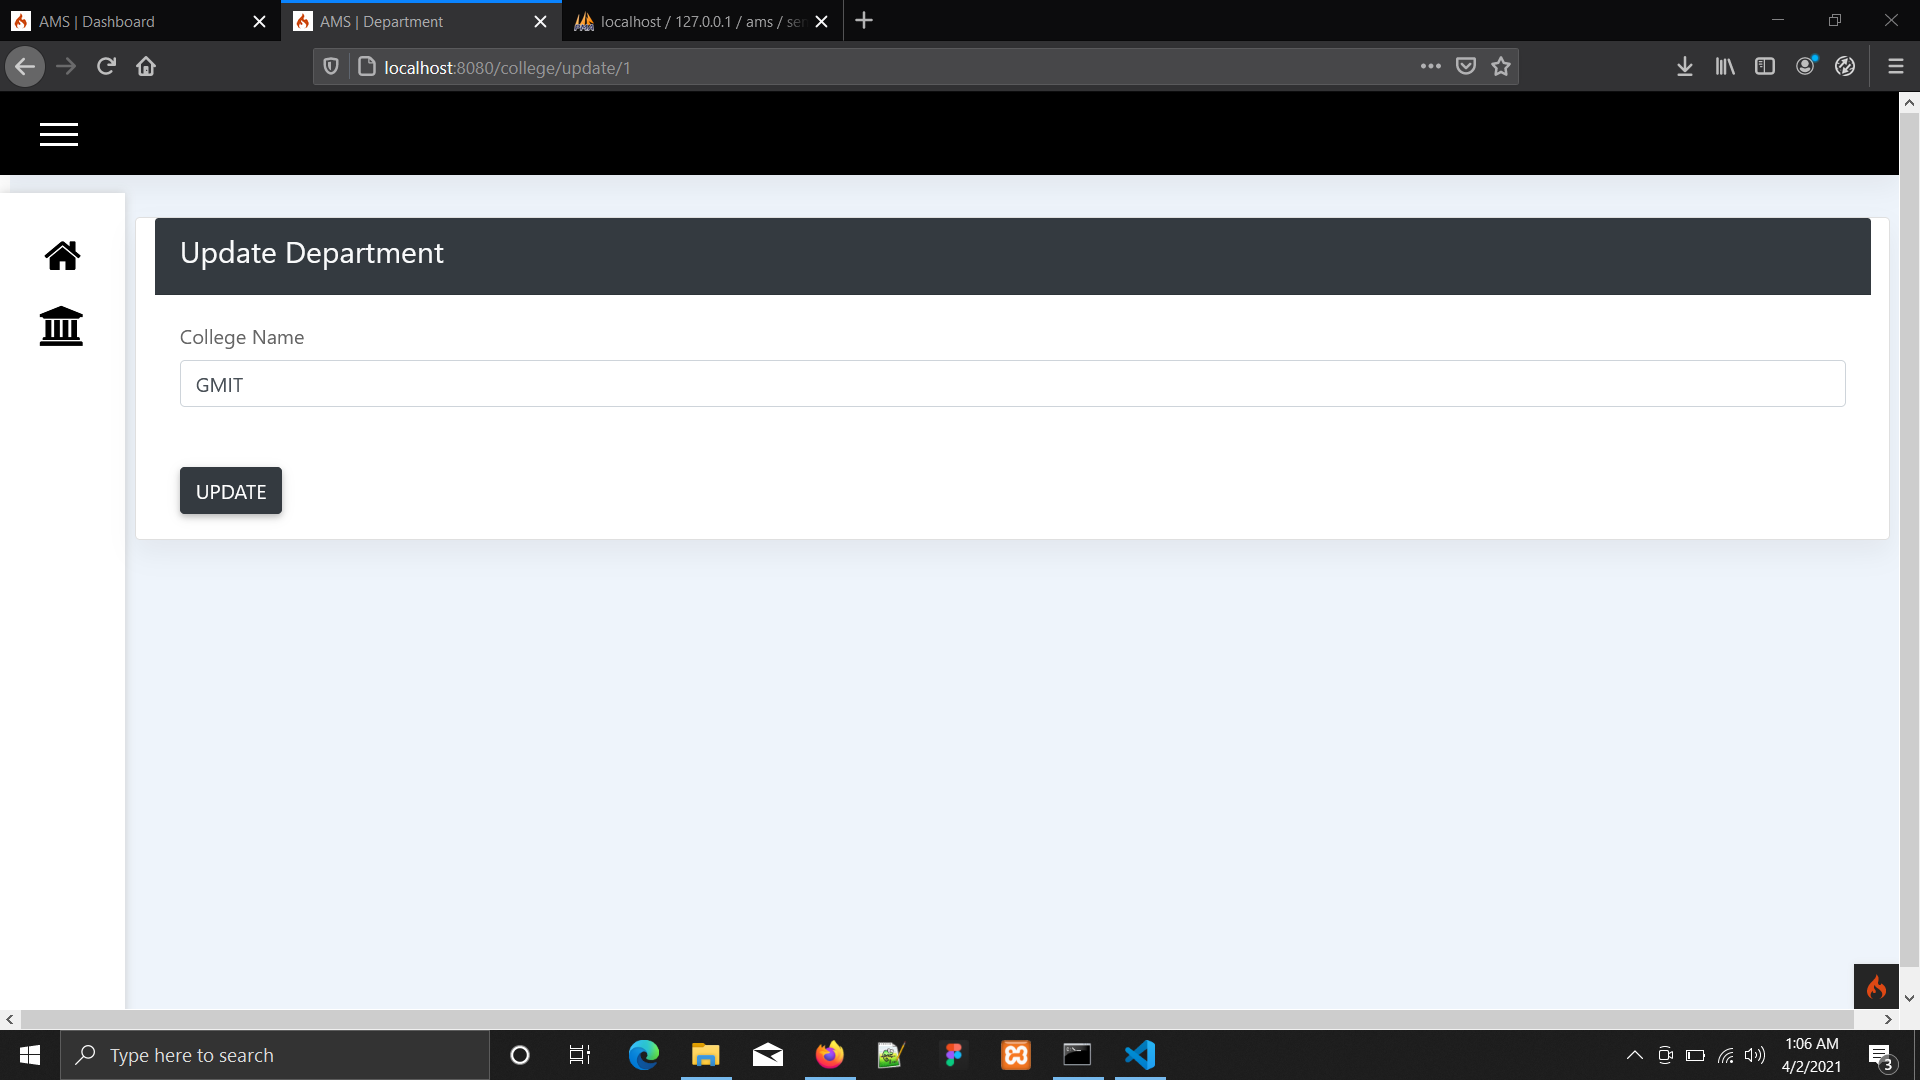 AMS | Dashboard
AMS | Department
localhost / 127.0.0.1 / ams / ser
localhost:8080/college/update/1
Update Department
College Name
GMIT
UPDATE
Type here to search
1:06 AM
4/2/2021
3